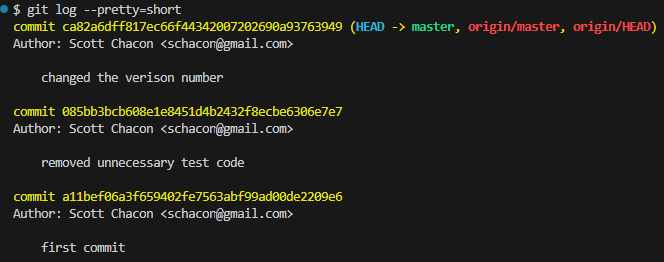 $ git log --pretty=short
commit ca82a6dff817ec66f44342007202690a93763949 (HEAD -> master, origin/master, origin/HEAD)
Author: Scott Chacon <schacon@gmail.com>
changed the verison number
commit 085bb3bcb608e1e8451d4b2432f8ecbe6306e7e7
Author: Scott Chacon <schacon@gmail.com>
removed unnecessary test code
commit a11bef06a3f659402fe7563abf99ad00de2209e6
Author: Scott Chacon <schacon@gmail.com>
first commit